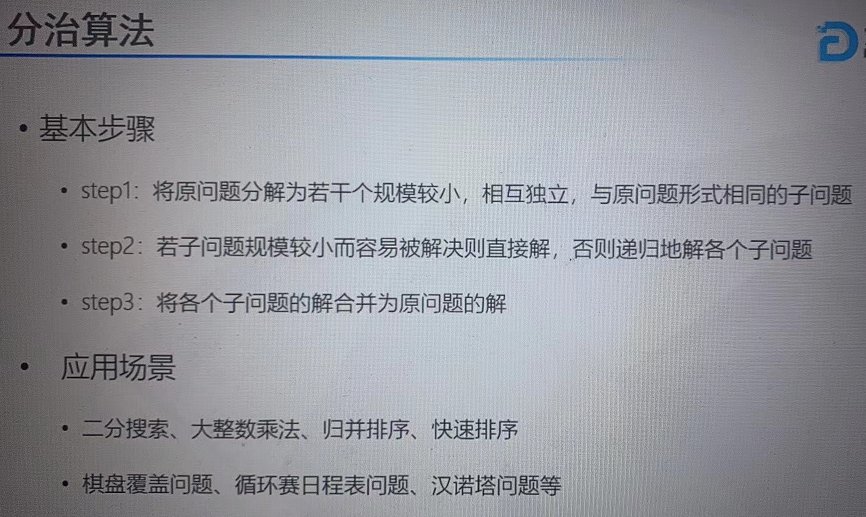 分治算法
• 基本步骤
• step1：将原问题分解为若干个规模较小，相互独立，与原问题形式相同的子问题
• step2：若子问题规模较小而容易被解决则直接解，否则递归地解各个子问题
• step3：将各个子问题的解合并为原问题的解
• 应用场景
• 二分搜索、大整数乘法、归并排序、快速排序
• 棋盘覆盖问题、循环赛日程表问题、汉诺塔问题等